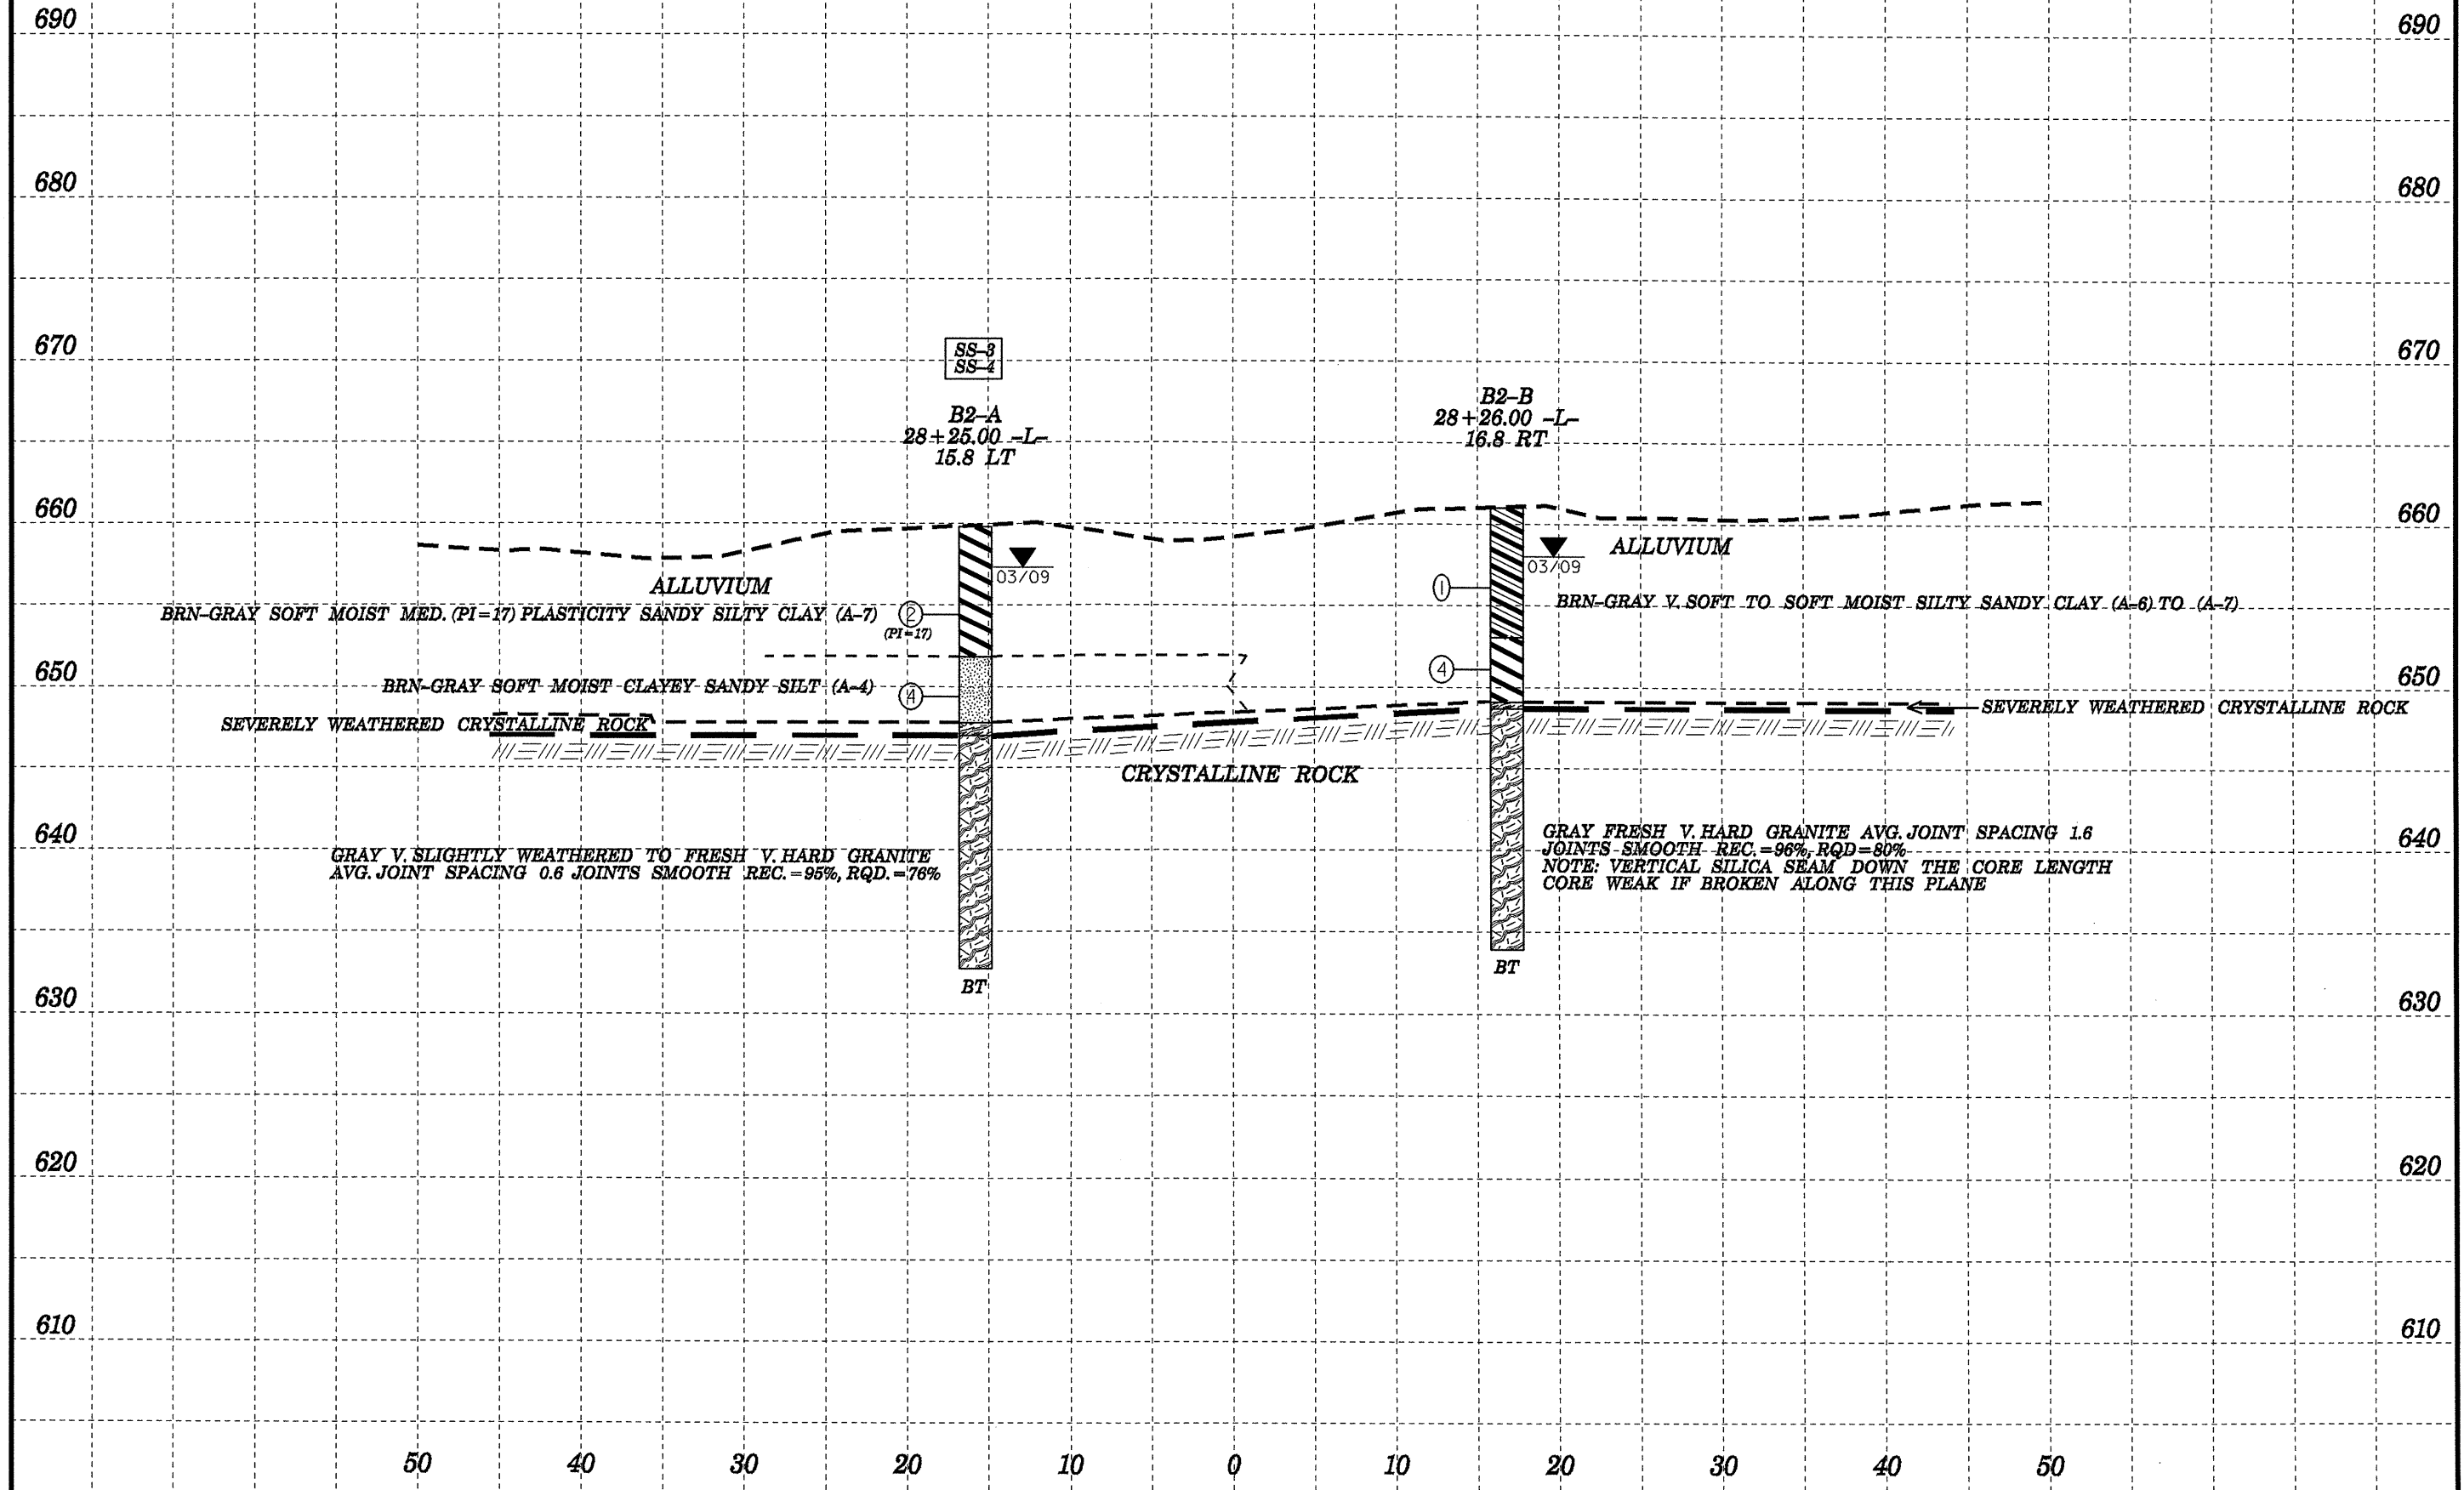 690 690
680 680
670 670
SS-3
SS-4
B2-A
28+25.00 -L-
15.8 LT
B2-B
28+26.00 -L-
16.8 RT
660 660
03/09
03/09
ALLUVIUM
ALLUVIUM
BRN-GRAY SOFT MOIST MED. (PI=17) PLASTICITY SANDY SILTY CLAY (A-7) 2
(PI=17)
1
BRN-GRAY V. SOFT TO SOFT MOIST SILTY SANDY CLAY (A-6) TO (A-7)
650 650
BRN-GRAY SOFT MOIST CLAYEY SANDY SILT (A-4) 4
4
SEVERELY WEATHERED CRYSTALLINE ROCK
SEVERELY WEATHERED CRYSTALLINE ROCK
CRYSTALLINE ROCK
640 640
GRAY V. SLIGHTLY WEATHERED TO FRESH V. HARD GRANITE
AVG. JOINT SPACING 0.6 JOINTS SMOOTH REC.=95%, RQD.=76%
GRAY FRESH V. HARD GRANITE AVG. JOINT SPACING 1.6
JOINTS SMOOTH REC.=96%, RQD=80%
NOTE: VERTICAL SILICA SEAM DOWN THE CORE LENGTH
CORE WEAK IF BROKEN ALONG THIS PLANE
BT
BT
630 630
620 620
610 610
50 40 30 20 10 0 10 20 30 40 50